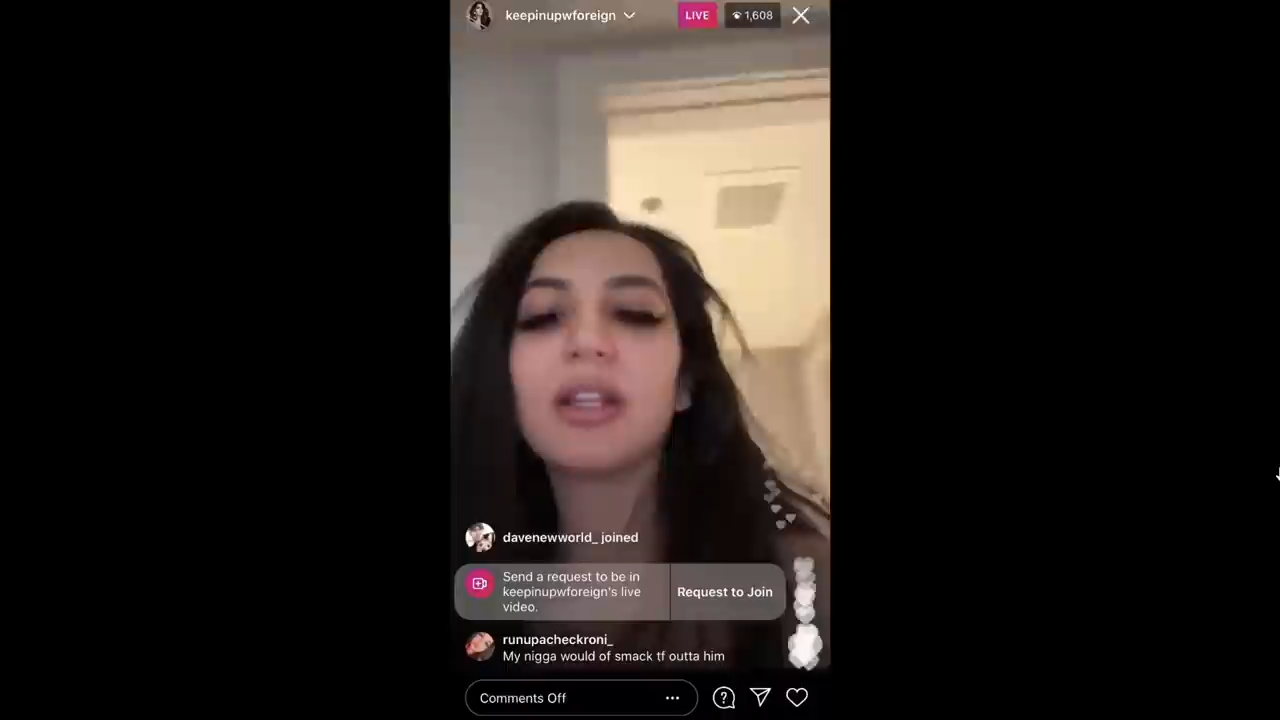 keepinupwforeign
LIVE
1,608
davenewworld_ joined
Send a request to be in
keepinupwforeign's live
video.
Request to Join
runupacheckroni_
My nigga would of smack tf outta him
Comments Off